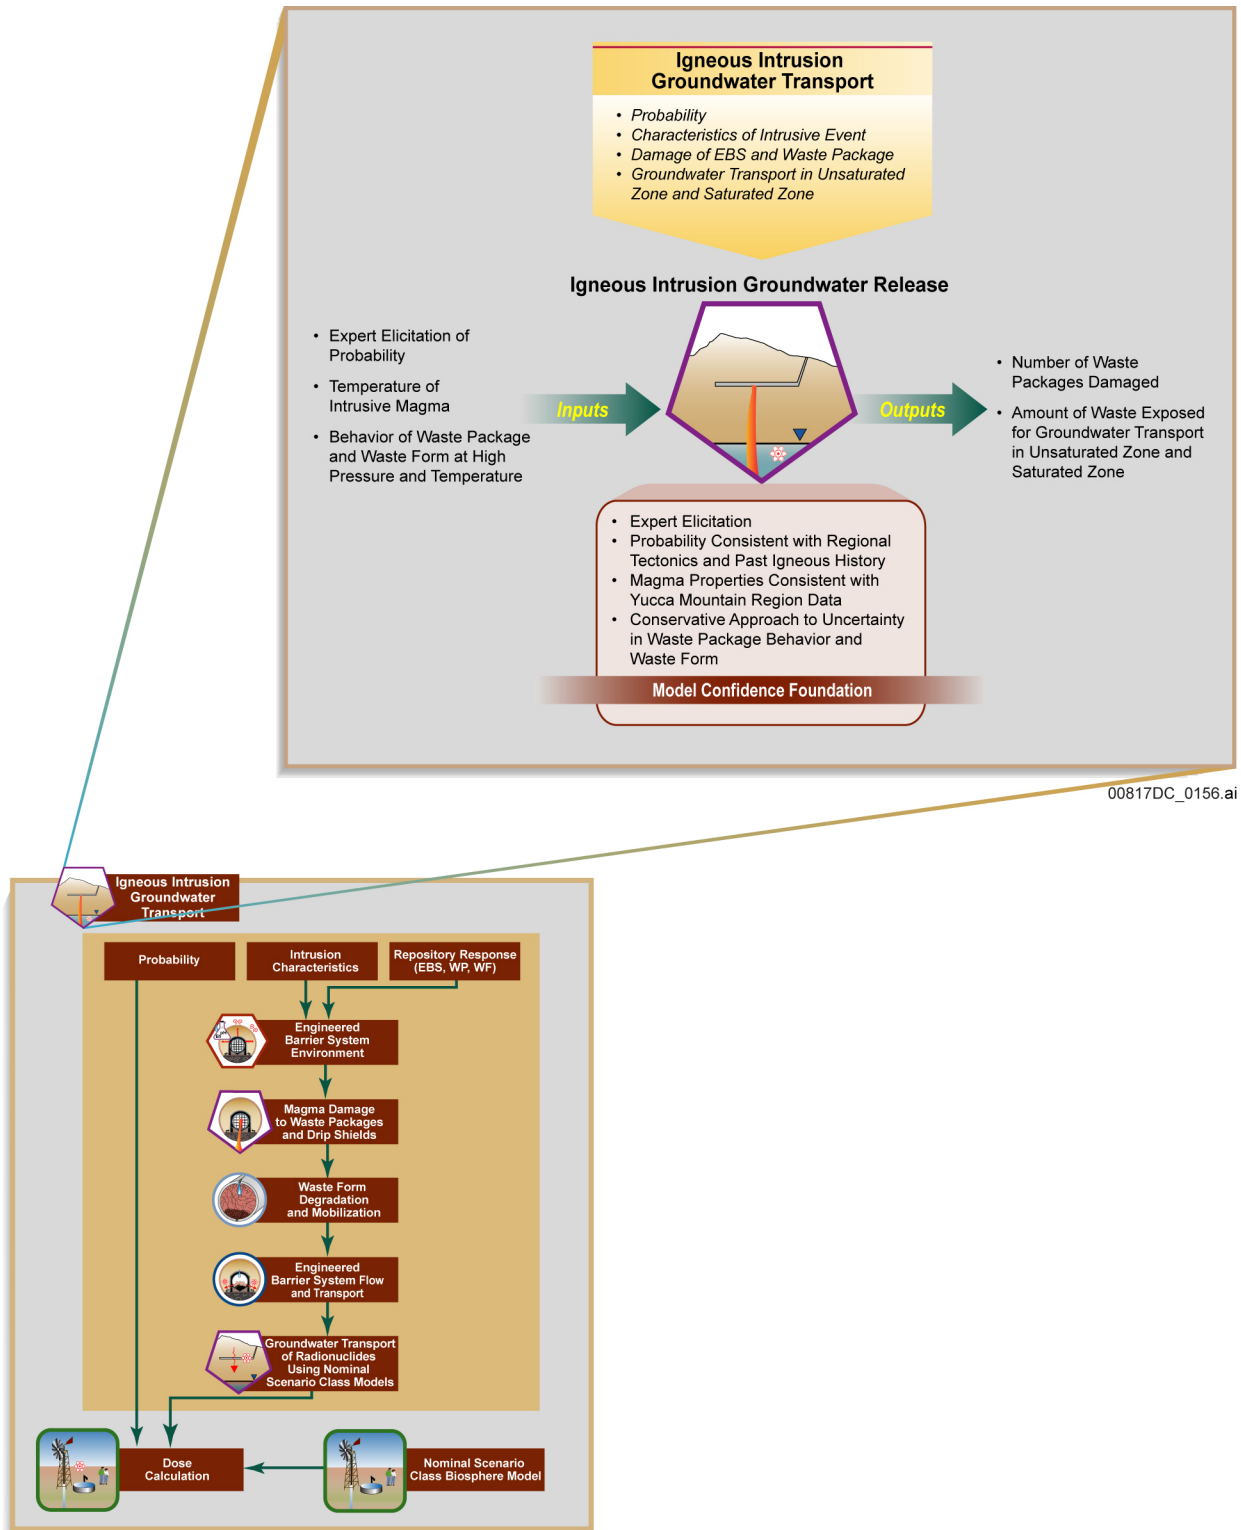 Igneous Intrusion
Groundwater Transport
• Probability
• Characteristics of Intrusive Event
• Damage of EBS and Waste Package
• Groundwater Transport in Unsaturated
Zone and Saturated Zone
Igneous Intrusion Groundwater Release
• Expert Elicitation of
Probability
• Temperature of
Intrusive Magma
• Behavior of Waste Package
and Waste Form at High
Pressure and Temperature
Inputs
Outputs
• Number of Waste
Packages Damaged
• Amount of Waste Exposed
for Groundwater Transport
in Unsaturated Zone and
Saturated Zone
• Expert Elicitation
• Probability Consistent with Regional
Tectonics and Past Igneous History
• Magma Properties Consistent with
Yucca Mountain Region Data
• Conservative Approach to Uncertainty
in Waste Package Behavior and
Waste Form
Model Confidence Foundation
00817DC_0156.ai
Igneous Intrusion
Groundwater
Transport
Probability
Intrusion
Characteristics
Repository Response
(EBS, WP, WF)
Engineered
Barrier System
Environment
Magma Damage
to Waste Packages
and Drip Shields
Waste Form
Degradation
and Mobilization
Engineered
Barrier System Flow
and Transport
Groundwater Transport
of Radionuclides
Using Nominal
Scenario Class Models
Dose
Calculation
Nominal Scenario
Class Biosphere Model